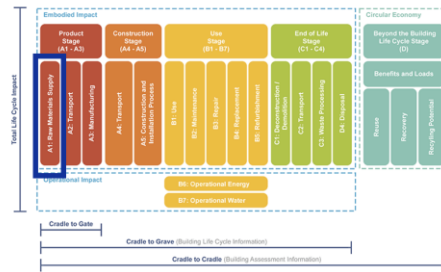 Embodied Impact
Circular Economy
Total Life Cycle Impact
Product
Stage
(A1 - A3)
Construction
Stage
(A4 - A5)
Use
Stage
(B1 - B7)
End of Life
Stage
(C1 - C4)
Beyond the Building
Life Cycle Stage
(D)
Benefits and Loads
A1: Raw Materials Supply
A2: Transport
A3: Manufacturing
A4: Transport
A5: Construction and
Installation Process
B1: Use
B2: Maintenance
B3: Repair
B4: Replacement
B5: Refurbishment
C1: Deconstruction /
Demolition
C2: Transport
C3: Waste Processing
D4: Disposal
Reuse
Recovery
Recycling Potential
Operational Impact
B6: Operational Energy
B7: Operational Water
Cradle to Gate
Cradle to Grave (Building Life Cycle Information)
Cradle to Cradle (Building Assessment Information)